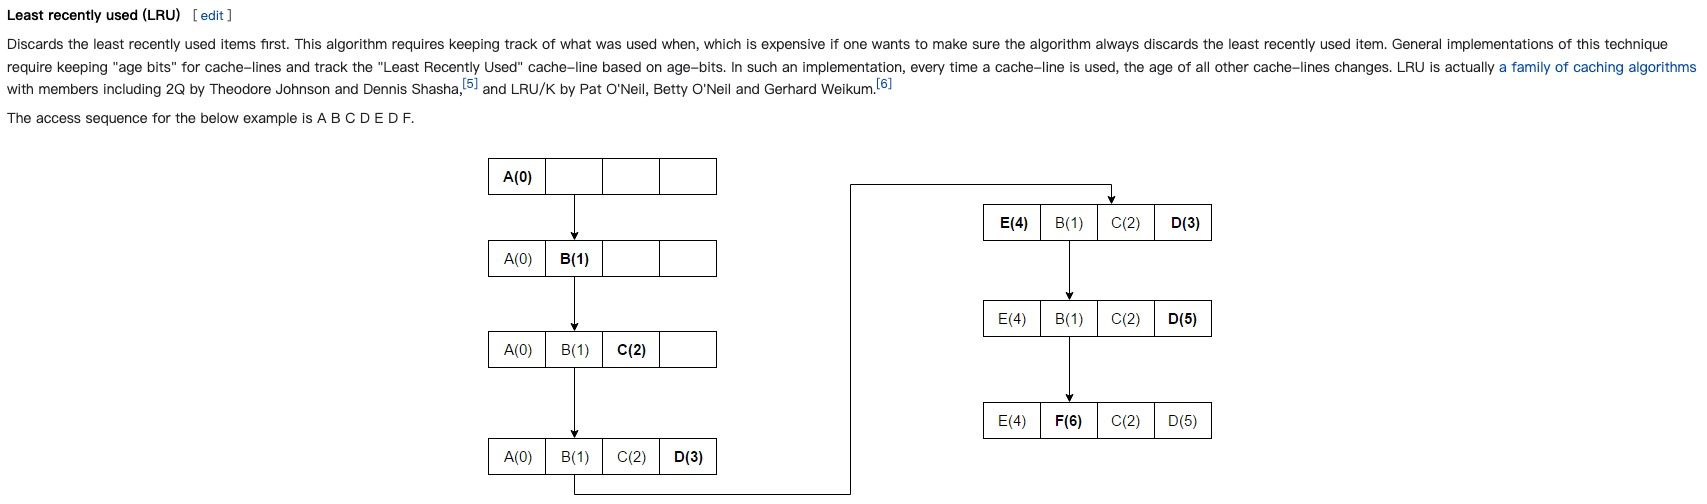 Least recently used (LRU) [ edit ]
Discards the least recently used items first. This algorithm requires keeping track of what was used when, which is expensive if one wants to make sure the algorithm always discards the least recently used item. General implementations of this technique
require keeping "age bits" for cache-lines and track the "Least Recently Used" cache-line based on age-bits. In such an implementation, every time a cache-line is used, the age of all other cache-lines changes. LRU is actually a family of caching algorithms
with members including 2Q by Theodore Johnson and Dennis Shasha,[5] and LRU/K by Pat O'Neil, Betty O'Neil and Gerhard Weikum.[6]
The access sequence for the below example is A B C D E D F.
A(0)
A(0) B(1)
A(0) B(1) C(2)
A(0) B(1) C(2) D(3)
E(4) B(1) C(2) D(3)
E(4) B(1) C(2) D(5)
E(4) F(6) C(2) D(5)